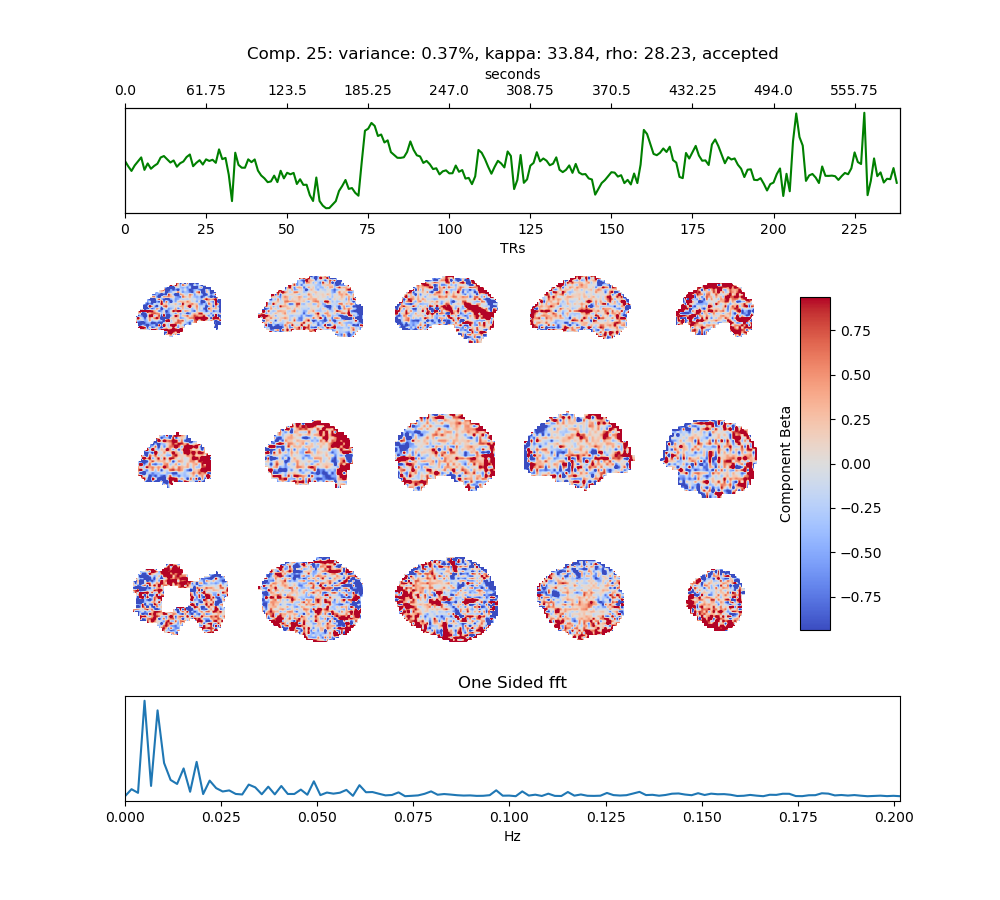 Comp. 25: variance: 0.37%, kappa: 33.84, rho: 28.23, accepted
seconds
0.0 61.75 123.5 185.25 247.0 308.75 370.5 432.25 494.0 555.75
0 25 50 75 100 125 150 175 200 225
TRs
0.75
0.50
0.25
0.00
−0.25
−0.50
−0.75
Component Beta
One Sided fft
0.000 0.025 0.050 0.075 0.100 0.125 0.150 0.175 0.200
Hz